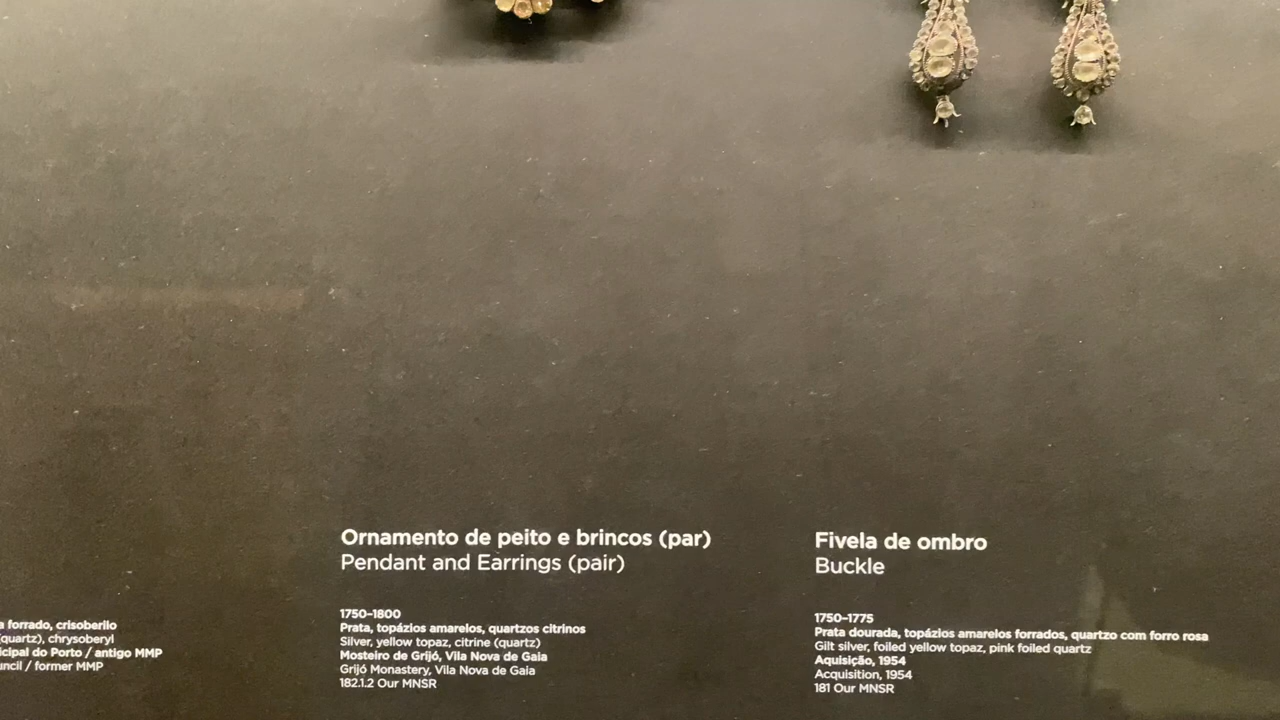 a forrado, crisoberilo
(quartz), chrysoberyl
icipal do Porto / antigo MMP
uncil / former MMP
Ornamento de peito e brincos (par)
Pendant and Earrings (pair)
1750–1800
Prata, topázios amarelos, quartzos citrinos
Silver, yellow topaz, citrine (quartz)
Mosteiro de Grijó, Vila Nova de Gaia
Grijó Monastery, Vila Nova de Gaia
182.1.2 Our MNSR
Fivela de ombro
Buckle
1750–1775
Prata dourada, topázios amarelos forrados, quartzo com forro rosa
Gilt silver, foiled yellow topaz, pink foiled quartz
Aquisição, 1954
Acquisition, 1954
181 Our MNSR